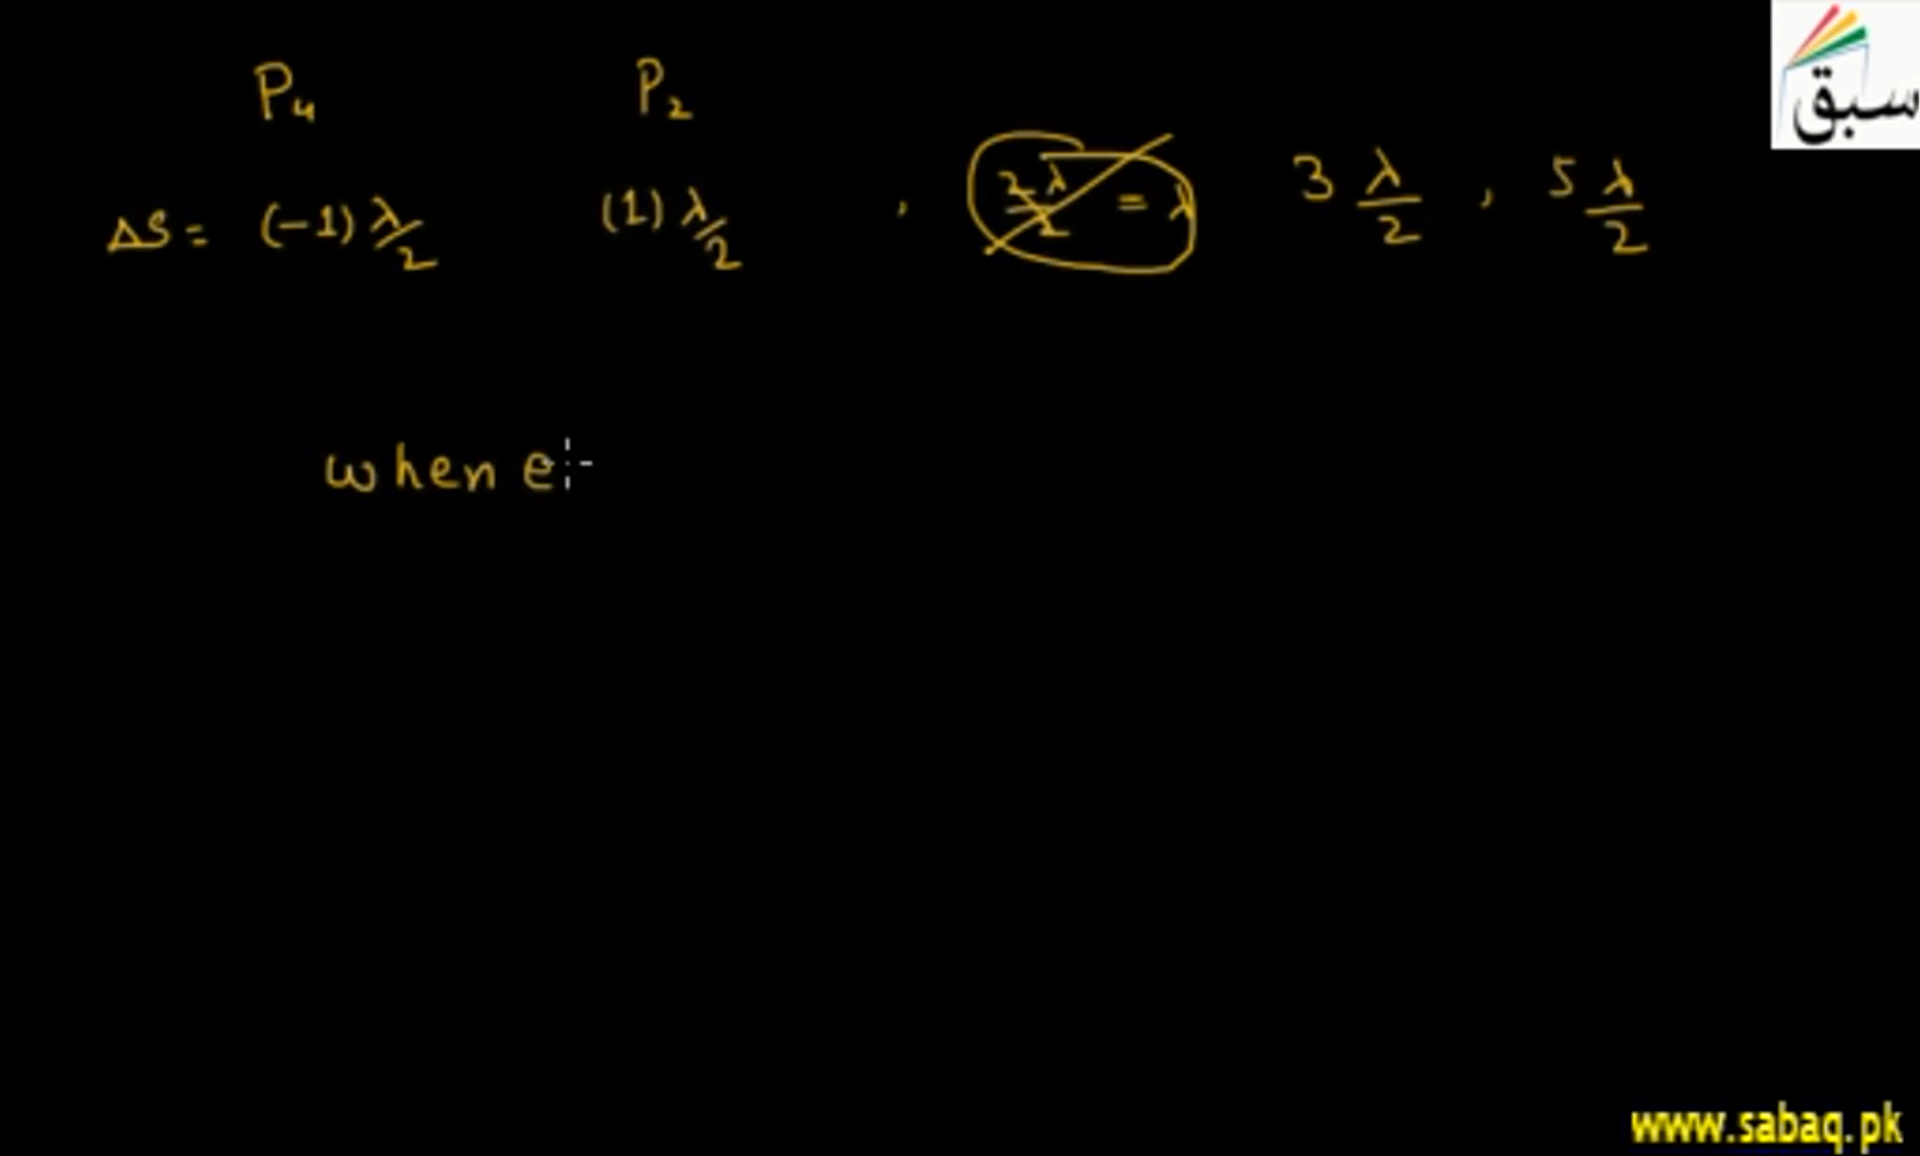 سبق
P₄ P₂
ΔS = (-1) λ/2 (1) λ/2 , 2λ/2 = λ 3 λ/2 , 5 λ/2
when e
www.sabaq.pk